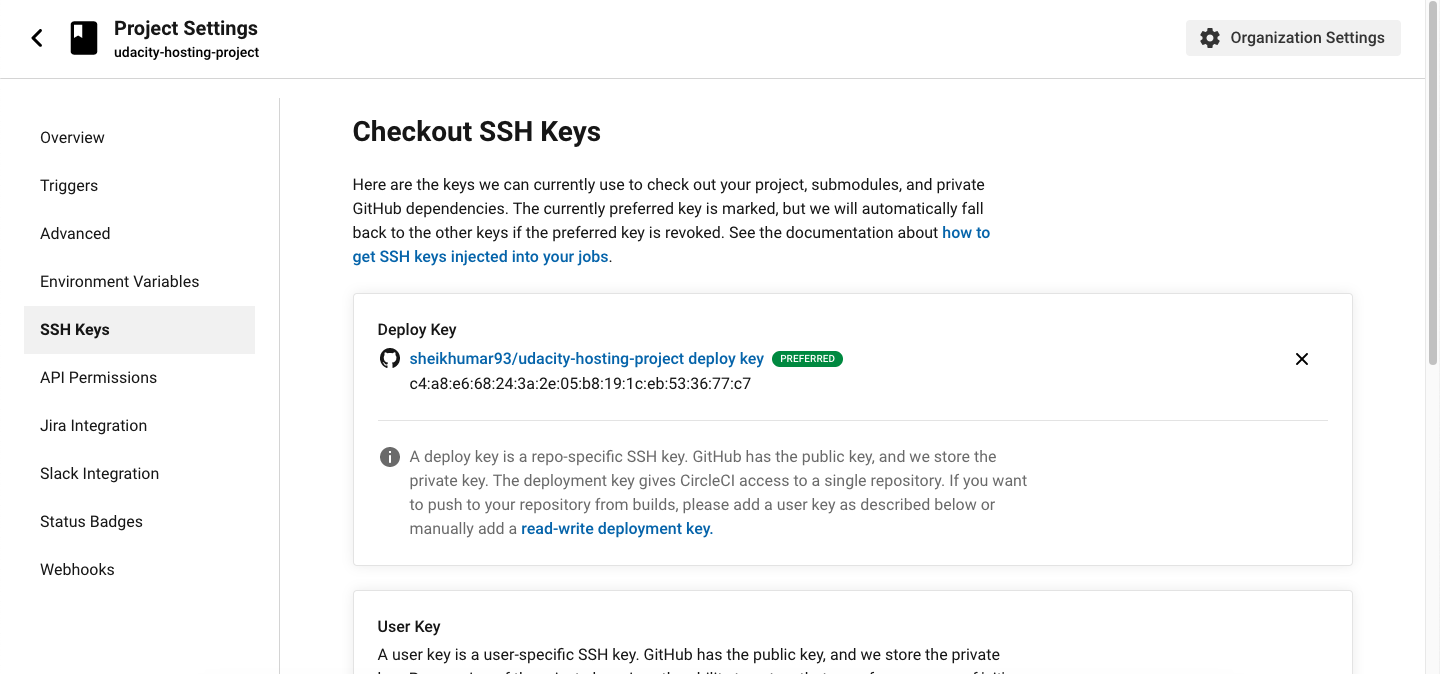 Project Settings
udacity-hosting-project
Organization Settings
Overview
Triggers
Advanced
Environment Variables
SSH Keys
API Permissions
Jira Integration
Slack Integration
Status Badges
Webhooks
Checkout SSH Keys
Here are the keys we can currently use to check out your project, submodules, and private
GitHub dependencies. The currently preferred key is marked, but we will automatically fall
back to the other keys if the preferred key is revoked. See the documentation about how to
get SSH keys injected into your jobs.
Deploy Key
sheikhumar93/udacity-hosting-project deploy key PREFERRED
c4:a8:e6:68:24:3a:2e:05:b8:19:1c:eb:53:36:77:c7
A deploy key is a repo-specific SSH key. GitHub has the public key, and we store the
private key. The deployment key gives CircleCI access to a single repository. If you want
to push to your repository from builds, please add a user key as described below or
manually add a read-write deployment key.
User Key
A user key is a user-specific SSH key. GitHub has the public key, and we store the private